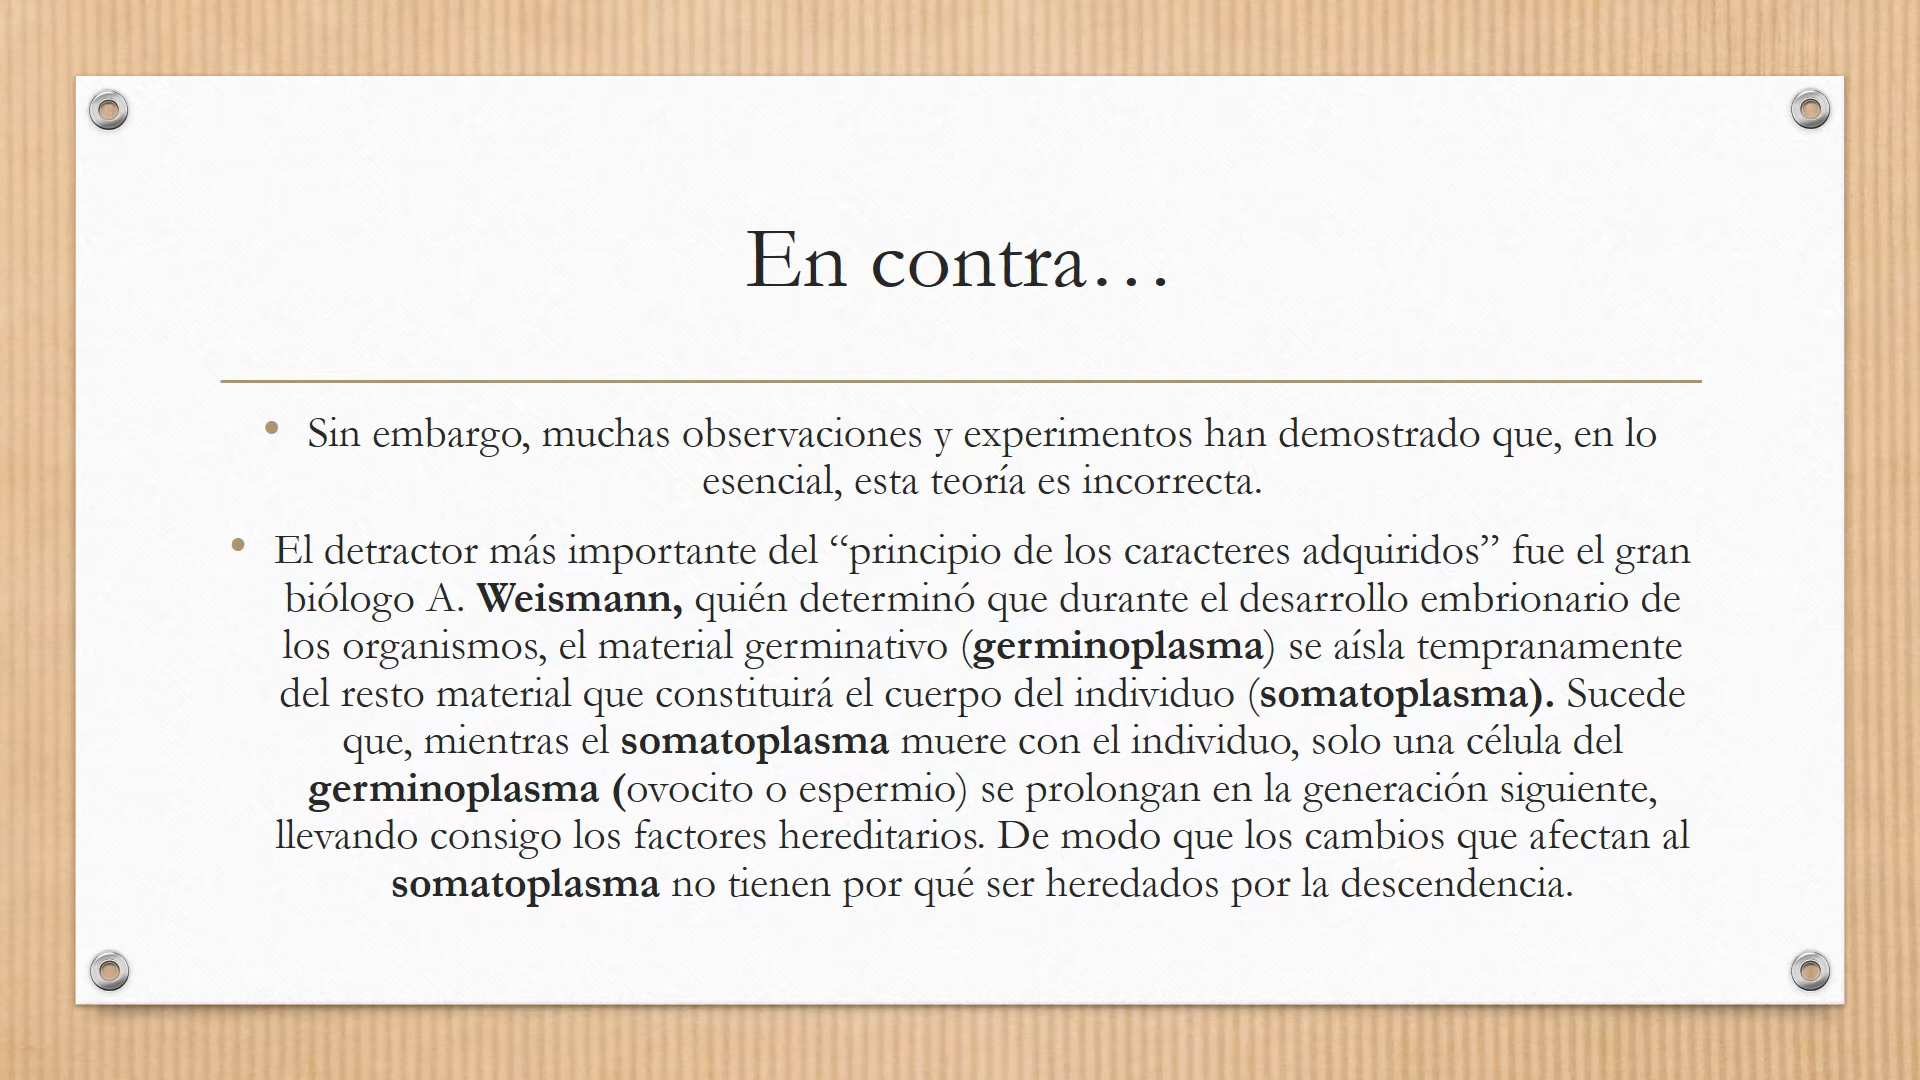 En contra…
• Sin embargo, muchas observaciones y experimentos han demostrado que, en lo
esencial, esta teoría es incorrecta.
• El detractor más importante del “principio de los caracteres adquiridos” fue el gran
biólogo A. Weismann, quién determinó que durante el desarrollo embrionario de
los organismos, el material germinativo (germinoplasma) se aísla tempranamente
del resto material que constituirá el cuerpo del individuo (somatoplasma). Sucede
que, mientras el somatoplasma muere con el individuo, solo una célula del
germinoplasma (ovocito o espermio) se prolongan en la generación siguiente,
llevando consigo los factores hereditarios. De modo que los cambios que afectan al
somatoplasma no tienen por qué ser heredados por la descendencia.